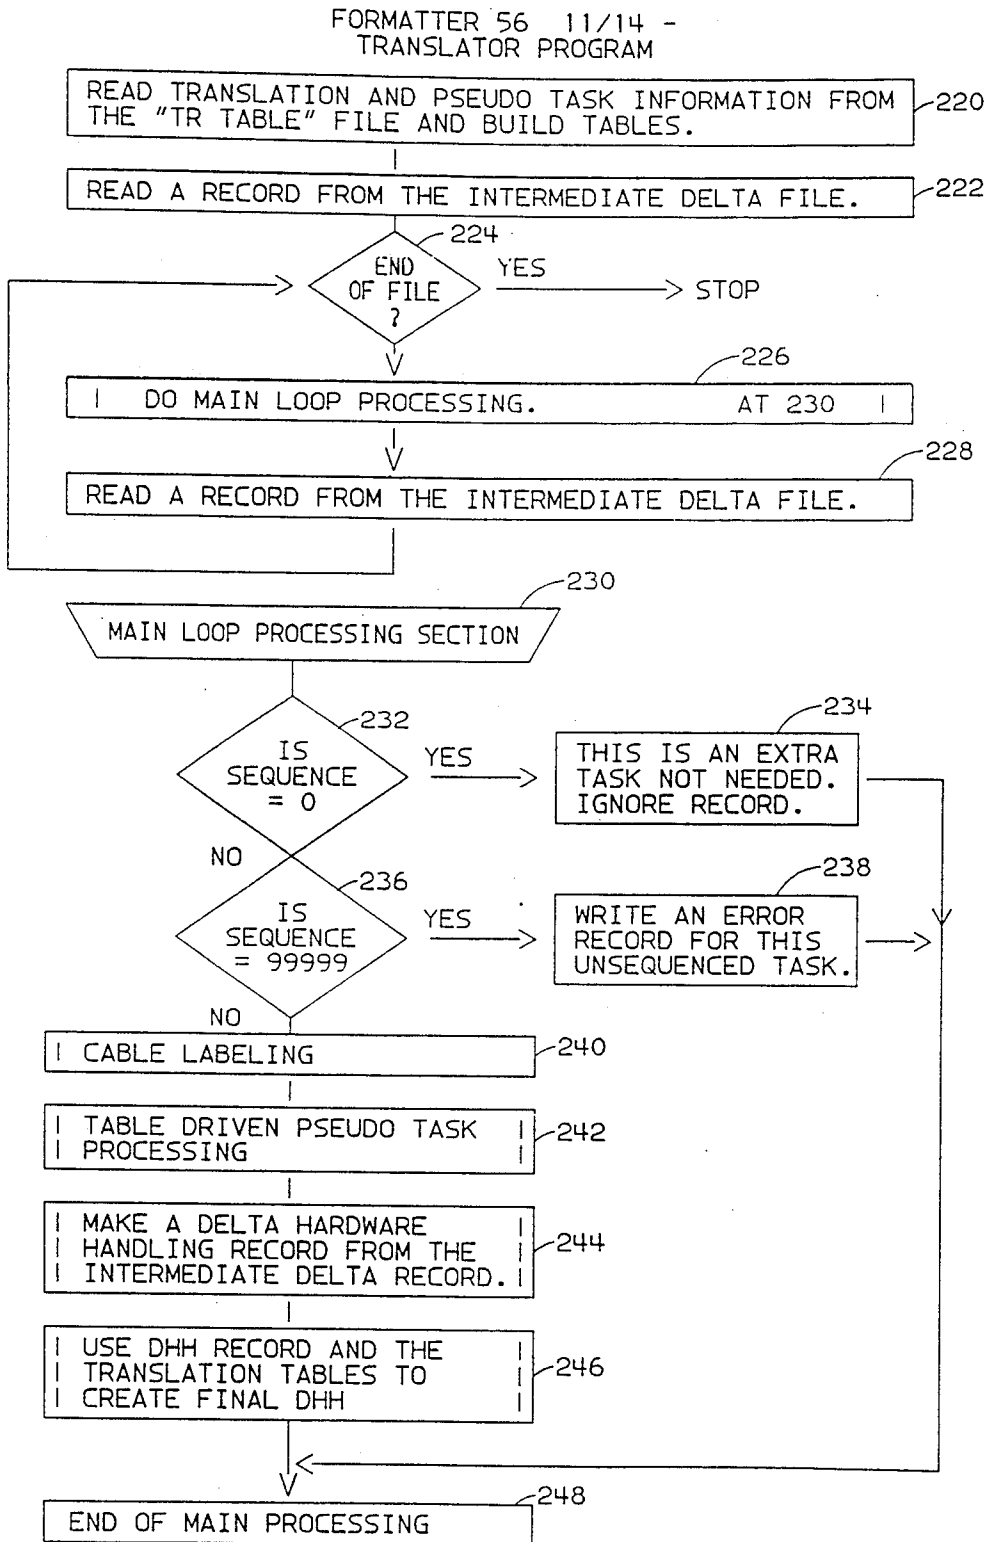 FORMATTER 56 11/14 -
TRANSLATOR PROGRAM
READ TRANSLATION AND PSEUDO TASK INFORMATION FROM
THE "TR TABLE" FILE AND BUILD TABLES.
220
READ A RECORD FROM THE INTERMEDIATE DELTA FILE.
222
224
END
OF FILE
?
YES
STOP
226
DO MAIN LOOP PROCESSING. AT 230
228
READ A RECORD FROM THE INTERMEDIATE DELTA FILE.
230
MAIN LOOP PROCESSING SECTION
232
IS
SEQUENCE
= 0
YES
234
THIS IS AN EXTRA
TASK NOT NEEDED.
IGNORE RECORD.
NO
236
IS
SEQUENCE
= 99999
YES
238
WRITE AN ERROR
RECORD FOR THIS
UNSEQUENCED TASK.
NO
CABLE LABELING
240
TABLE DRIVEN PSEUDO TASK
PROCESSING
242
MAKE A DELTA HARDWARE
HANDLING RECORD FROM THE
INTERMEDIATE DELTA RECORD.
244
USE DHH RECORD AND THE
TRANSLATION TABLES TO
CREATE FINAL DHH
246
248
END OF MAIN PROCESSING